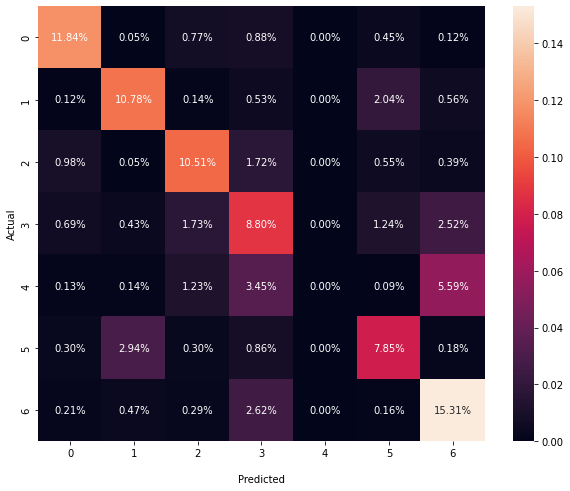 0 11.84% 0.05% 0.77% 0.88% 0.00% 0.45% 0.12%
1 0.12% 10.78% 0.14% 0.53% 0.00% 2.04% 0.56%
2 0.98% 0.05% 10.51% 1.72% 0.00% 0.55% 0.39%
3 0.69% 0.43% 1.73% 8.80% 0.00% 1.24% 2.52%
4 0.13% 0.14% 1.23% 3.45% 0.00% 0.09% 5.59%
5 0.30% 2.94% 0.30% 0.86% 0.00% 7.85% 0.18%
6 0.21% 0.47% 0.29% 2.62% 0.00% 0.16% 15.31%
0 1 2 3 4 5 6
Actual
Predicted
0.14
0.12
0.10
0.08
0.06
0.04
0.02
0.00